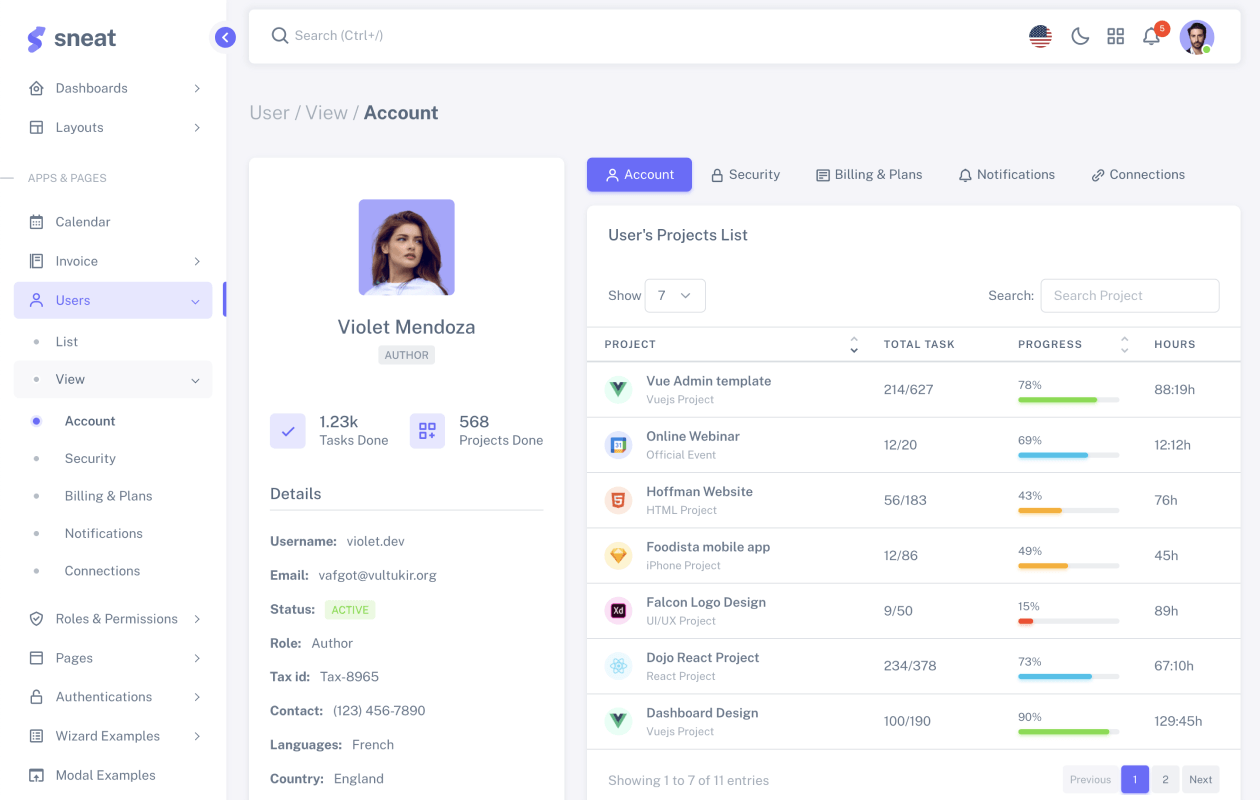 sneat
Search (Ctrl+/)
5
Dashboards
Layouts
APPS & PAGES
Calendar
Invoice
Users
List
View
Account
Security
Billing & Plans
Notifications
Connections
Roles & Permissions
Pages
Authentications
Wizard Examples
Modal Examples
User / View / Account
Violet Mendoza
AUTHOR
1.23k
Tasks Done
568
Projects Done
Details
Username: violet.dev
Email: vafgot@vultukir.org
Status: ACTIVE
Role: Author
Tax id: Tax-8965
Contact: (123) 456-7890
Languages: French
Country: England
Account Security Billing & Plans Notifications Connections
User's Projects List
Show 7 Search: Search Project
PROJECT TOTAL TASK PROGRESS HOURS
Vue Admin template
Vuejs Project
214/627
78%
88:19h
31
Online Webinar
Official Event
12/20
69%
12:12h
Hoffman Website
HTML Project
56/183
43%
76h
Foodista mobile app
iPhone Project
12/86
49%
45h
Xd
Falcon Logo Design
UI/UX Project
9/50
15%
89h
Dojo React Project
React Project
234/378
73%
67:10h
Dashboard Design
Vuejs Project
100/190
90%
129:45h
Showing 1 to 7 of 11 entries
Previous 1 2 Next